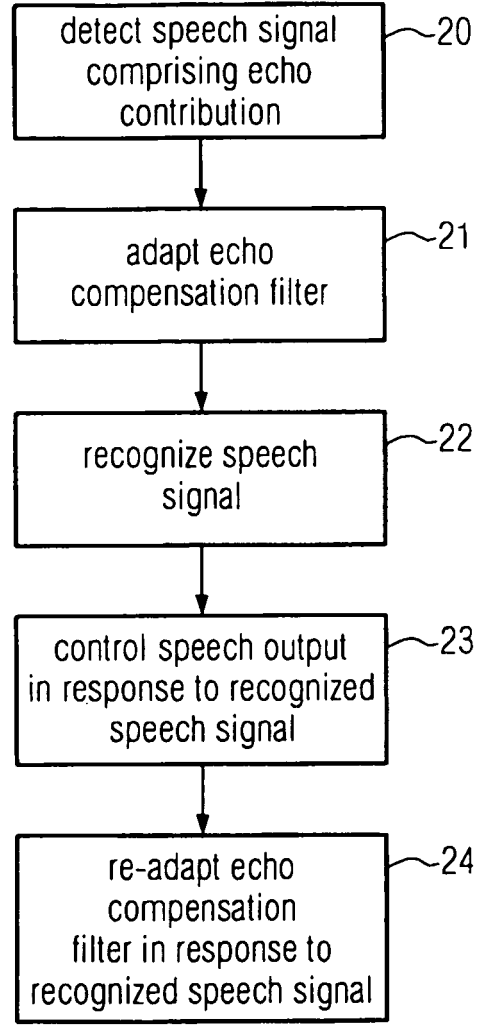 detect speech signal
comprising echo
contribution
20
adapt echo
compensation filter
21
recognize speech
signal
22
control speech output
in response to recognized
speech signal
23
re-adapt echo
compensation
filter in response to
recognized speech signal
24